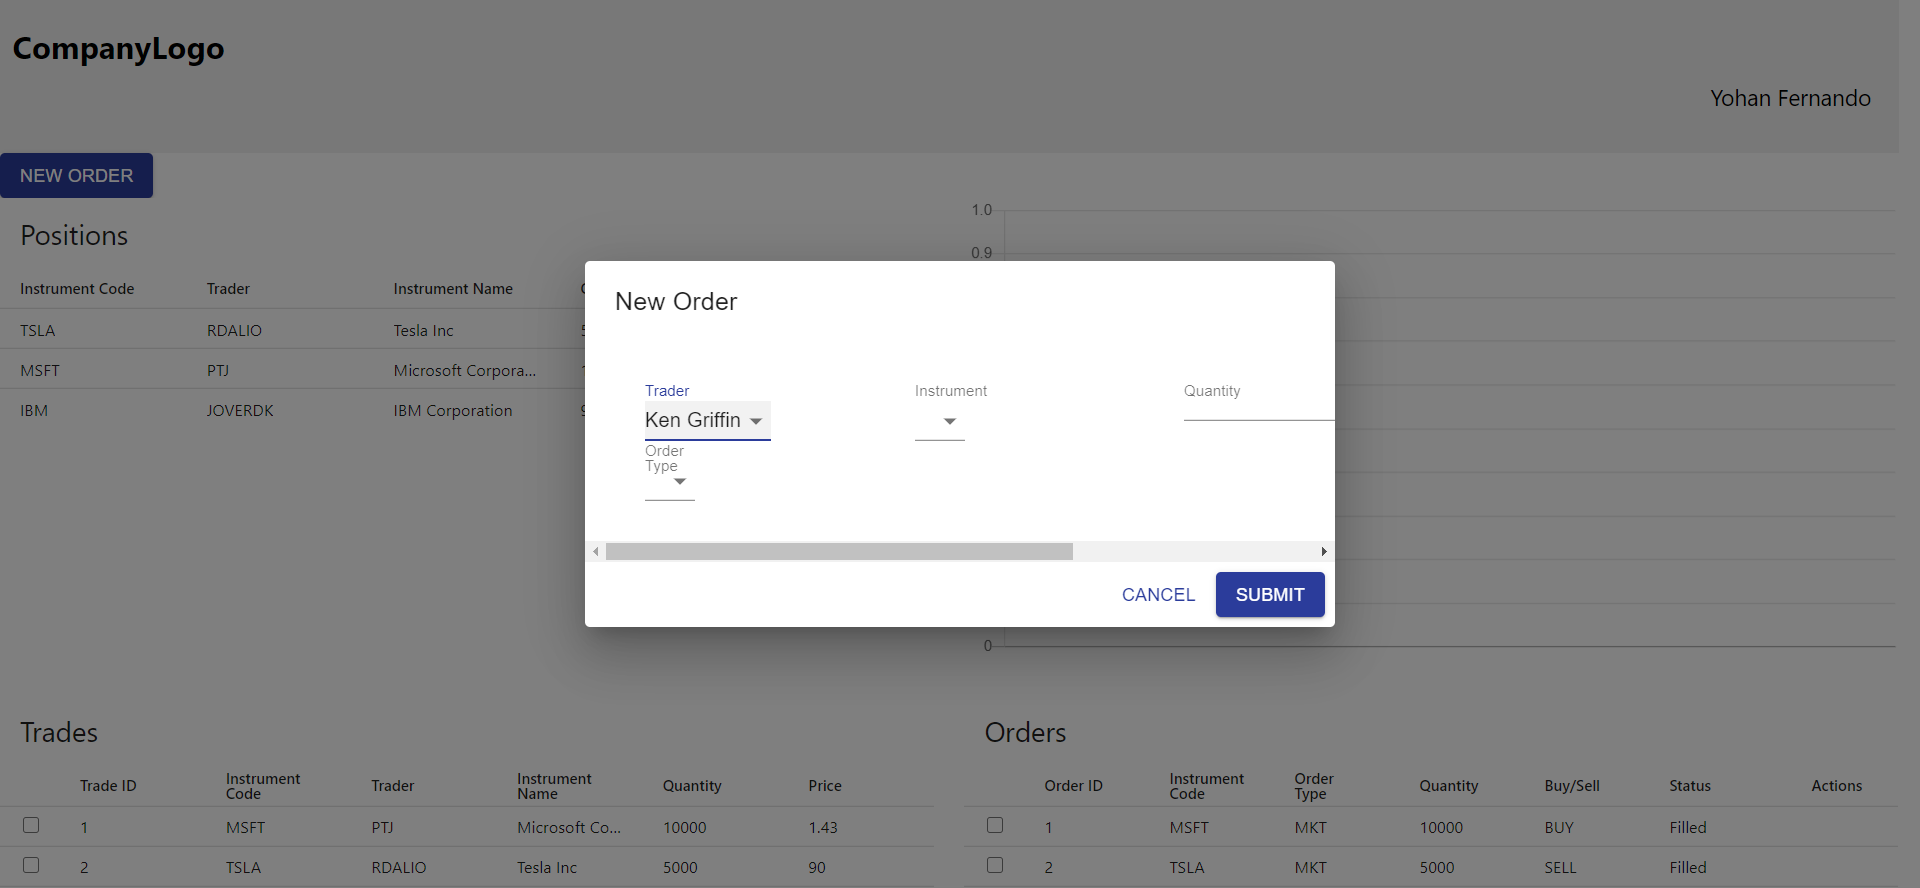 CompanyLogo
Yohan Fernando
NEW ORDER
Positions
Instrument Code Trader Instrument Name
TSLA RDALIO Tesla Inc
MSFT PTJ Microsoft Corpora...
IBM JOVERDK IBM Corporation
1.0
0.9
0
New Order
Trader Instrument Quantity
Ken Griffin
Order
Type
CANCEL SUBMIT
Trades
Trade ID Instrument Code Trader Instrument Name Quantity Price
1 MSFT PTJ Microsoft Co... 10000 1.43
2 TSLA RDALIO Tesla Inc 5000 90
Orders
Order ID Instrument Code Order Type Quantity Buy/Sell Status Actions
1 MSFT MKT 10000 BUY Filled
2 TSLA MKT 5000 SELL Filled